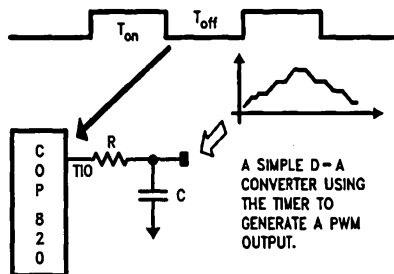 Ton
Toff
C
O
P
8
2
0
TIO
R
C
A SIMPLE D-A
CONVERTER USING
THE TIMER TO
GENERATE A PWM
OUTPUT.